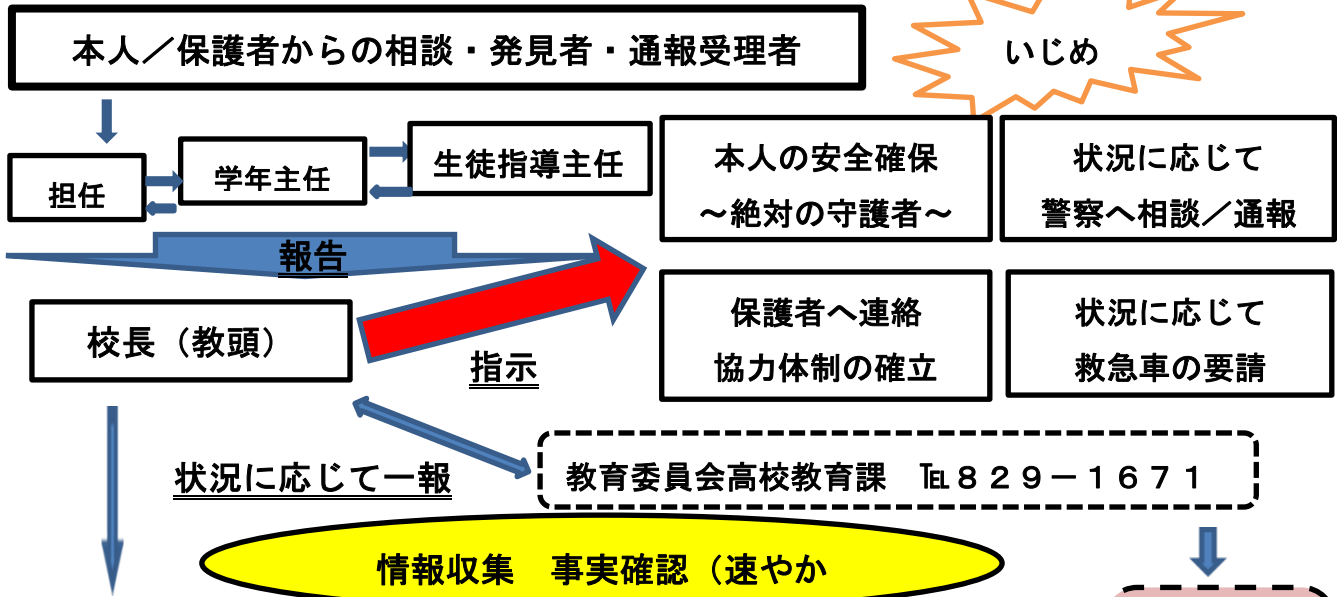 本人／保護者からの相談・発見者・通報受理者
いじめ
担任
学年主任
生徒指導主任
本人の安全確保
～絶対の守護者～
状況に応じて
警察へ相談／通報
報告
校長（教頭）
指示
保護者へ連絡
協力体制の確立
状況に応じて
救急車の要請
状況に応じて一報
教育委員会高校教育課　℡８２９－１６７１
情報収集　事実確認（速やか